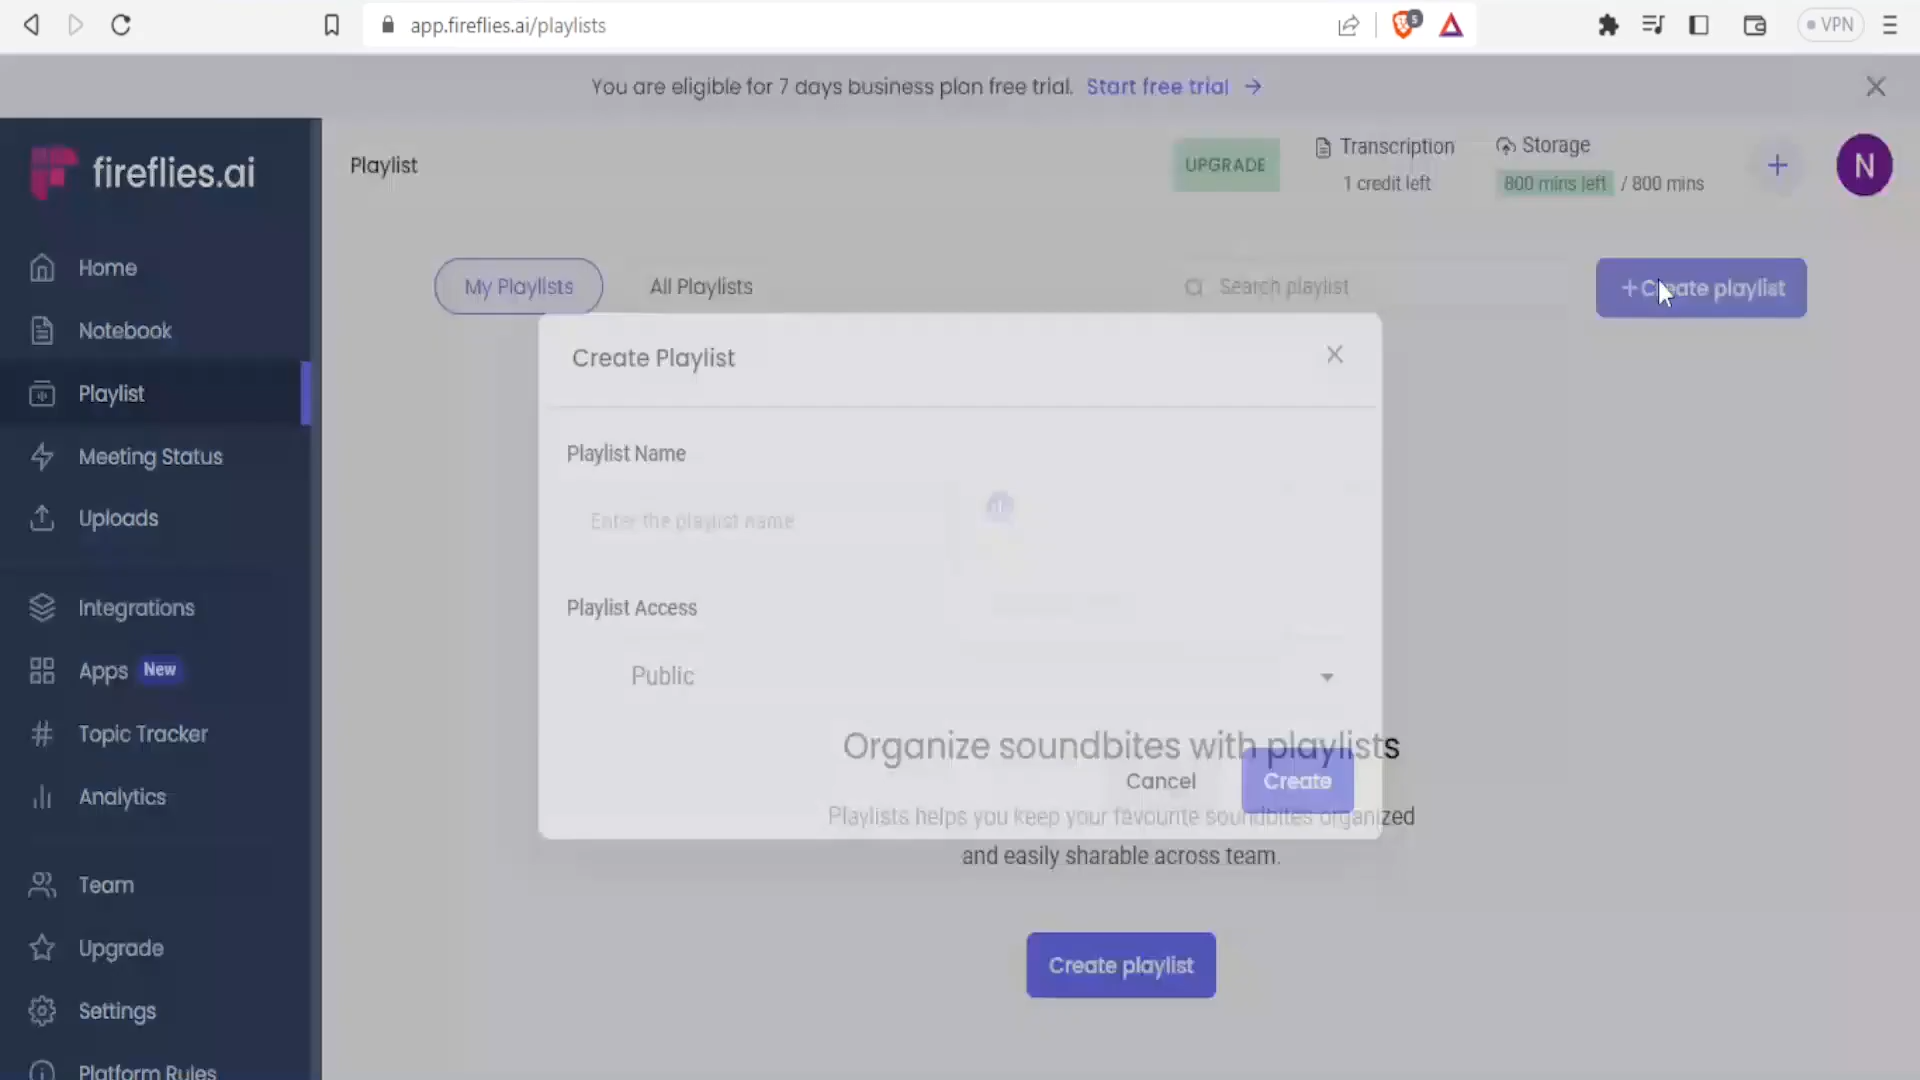 app.fireflies.ai/playlists
5
VPN
You are eligible for 7 days business plan free trial. Start free trial →
fireflies.ai
Playlist
UPGRADE
Transcription
1 credit left
Storage
800 mins left / 800 mins
+
N
Home
Notebook
Playlist
Meeting Status
Uploads
Integrations
Apps New
Topic Tracker
Analytics
Team
Upgrade
Settings
Platform Rules
My Playlists
All Playlists
Search playlist
+Create playlist
Create Playlist
Playlist Name
Enter the playlist name
Playlist Access
Public
Organize soundbites with playlists
Cancel
Create
Playlists helps you keep your favourite soundbites organized
and easily sharable across team.
Create playlist